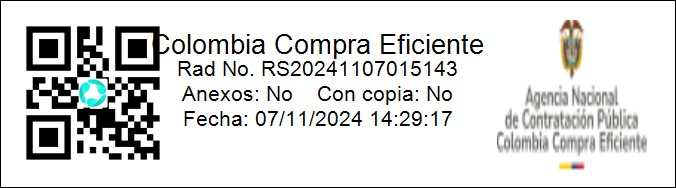 Colombia Compra Eficiente
Rad No. RS20241107015143
Anexos: No Con copia: No
Fecha: 07/11/2024 14:29:17
Agencia Nacional
de Contratación Pública
Colombia Compra Eficiente